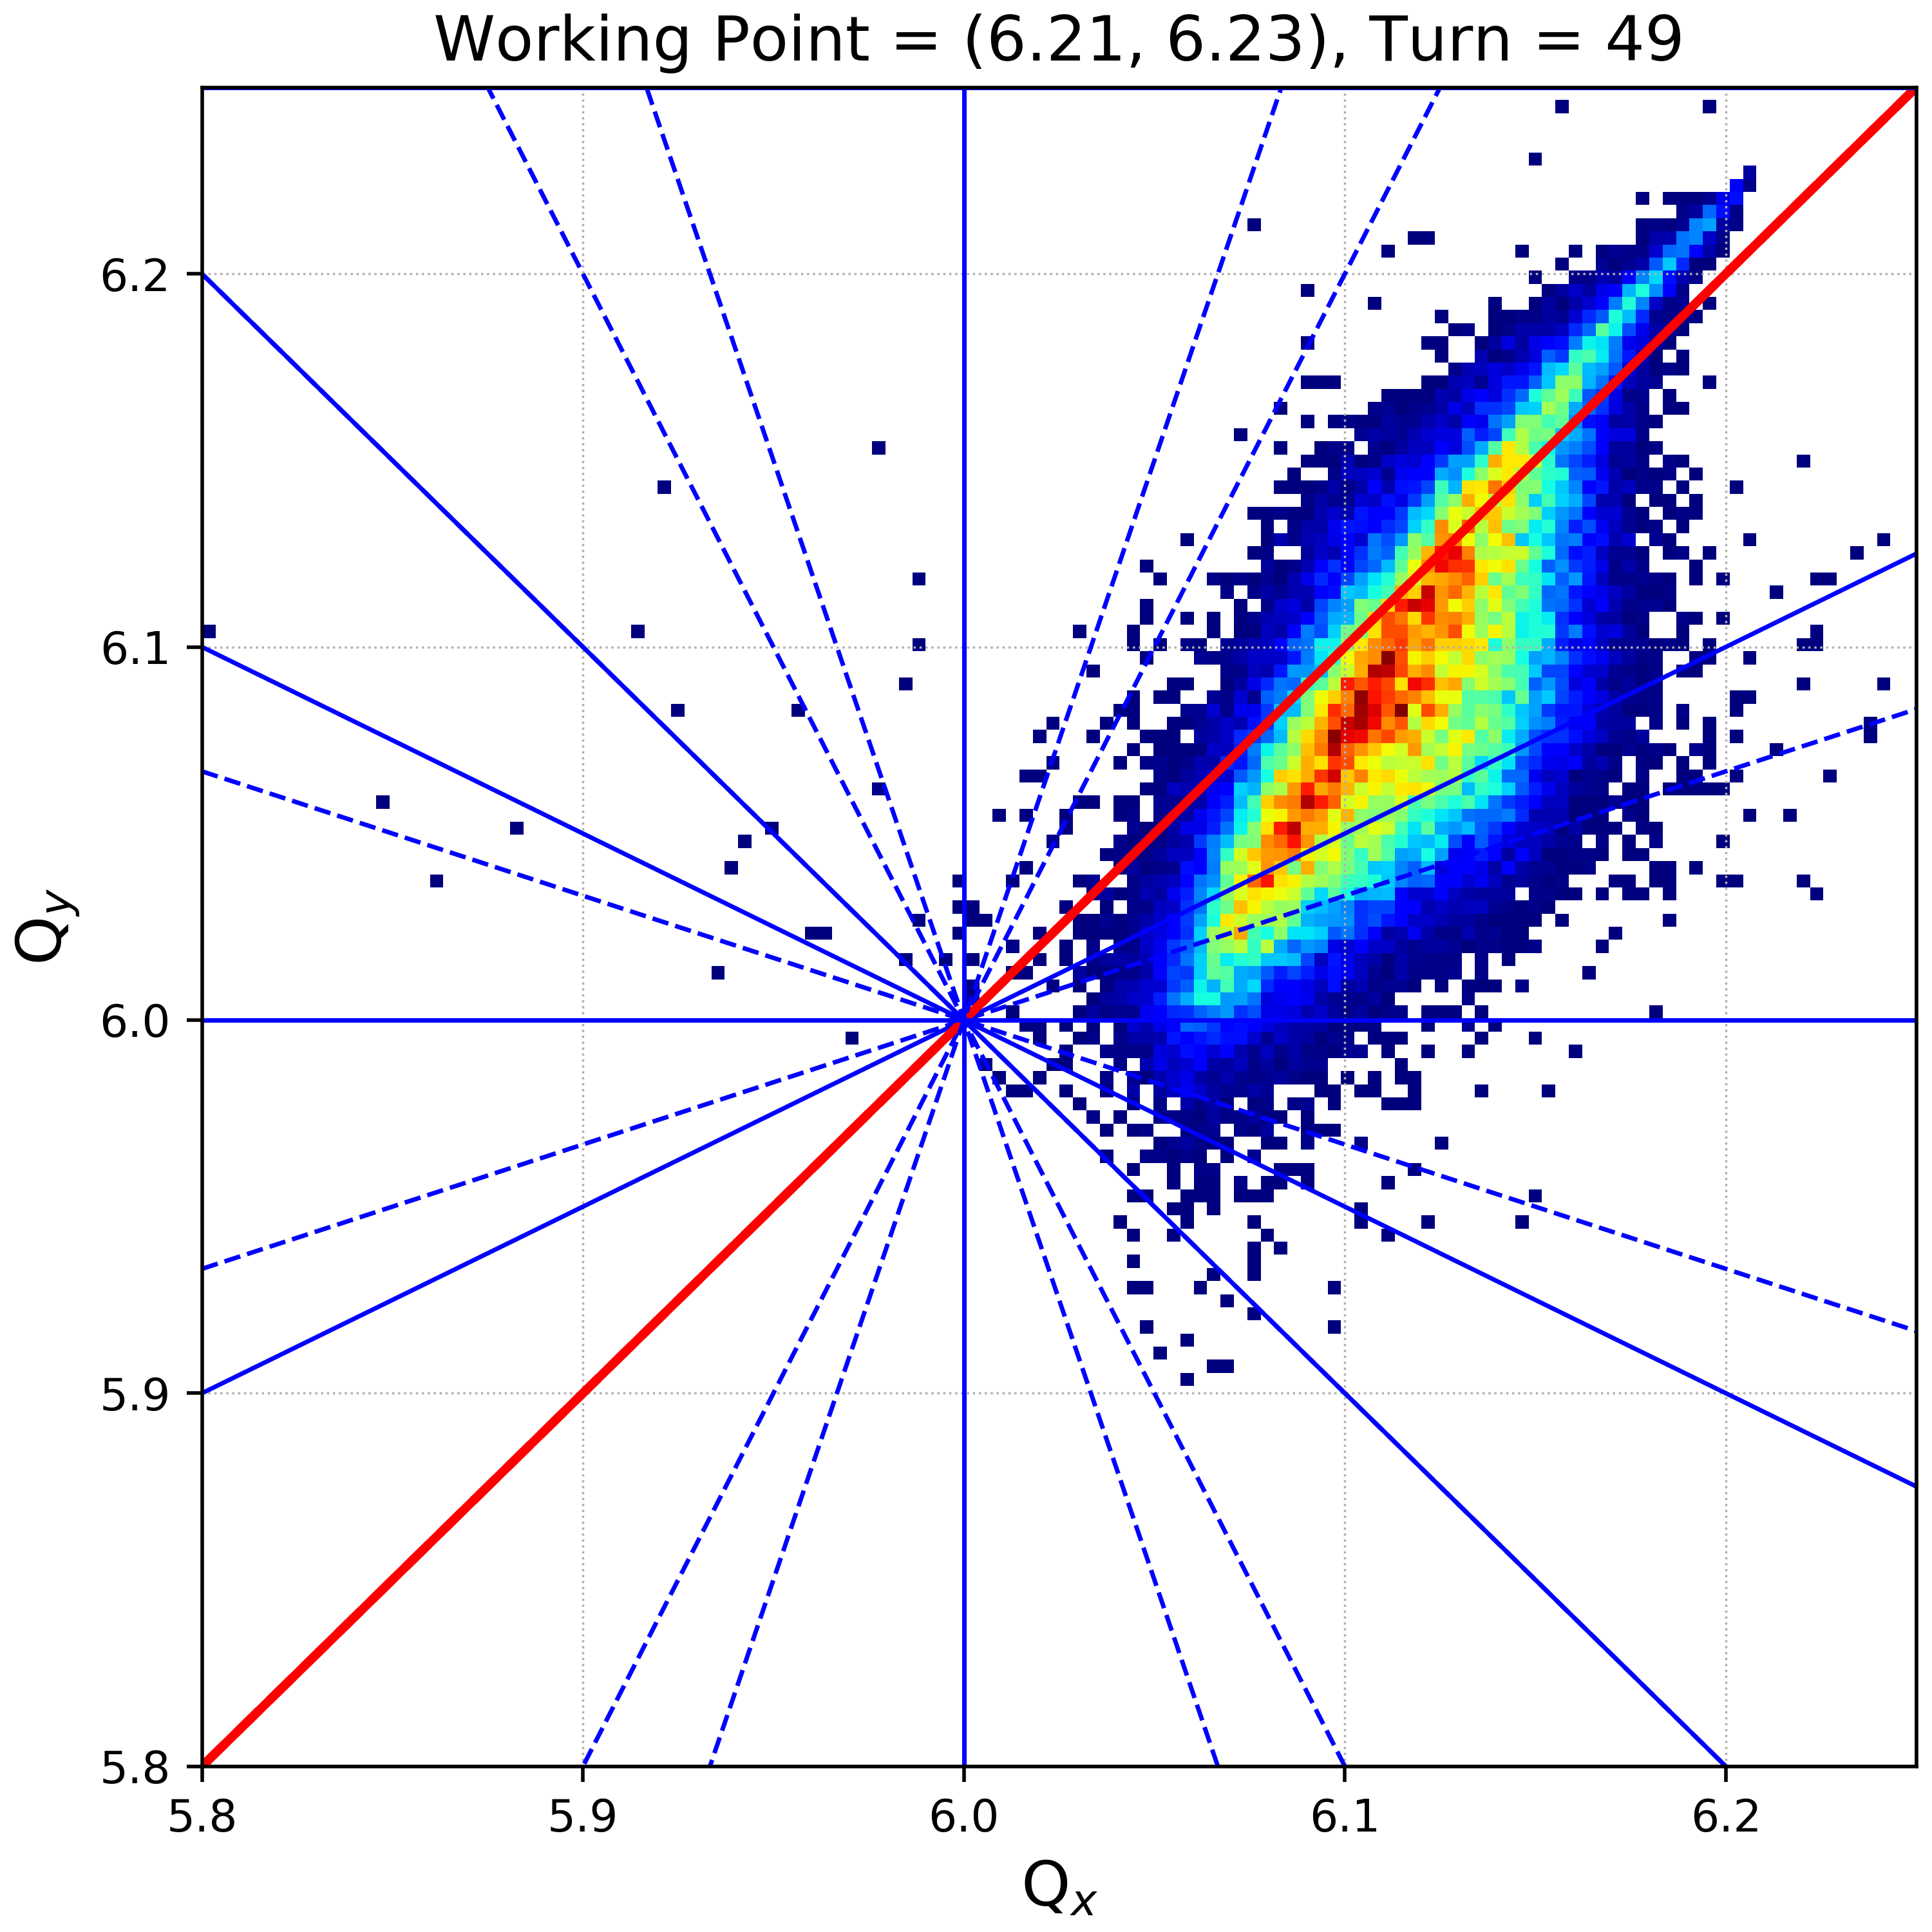 Working Point = (6.21, 6.23), Turn = 49
6.2
6.1
6.0
5.9
5.8
Qy
5.8 5.9 6.0 6.1 6.2
Qx